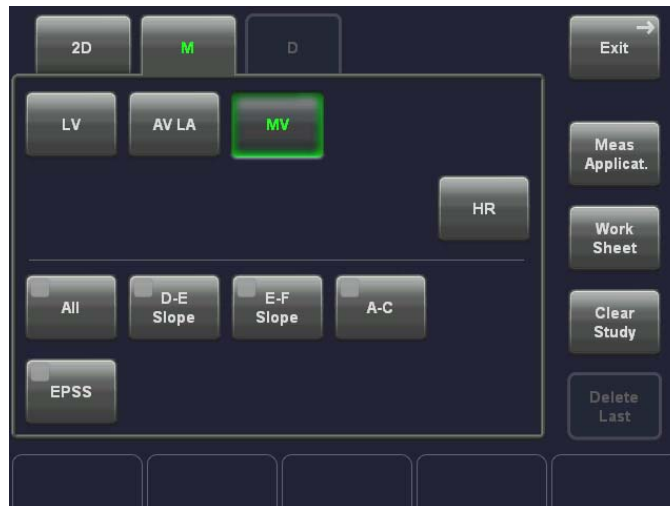 2D
M
D
Exit
LV
AV LA
MV
Meas
Applicat.
HR
Work
Sheet
All
D-E
Slope
E-F
Slope
A-C
Clear
Study
EPSS
Delete
Last